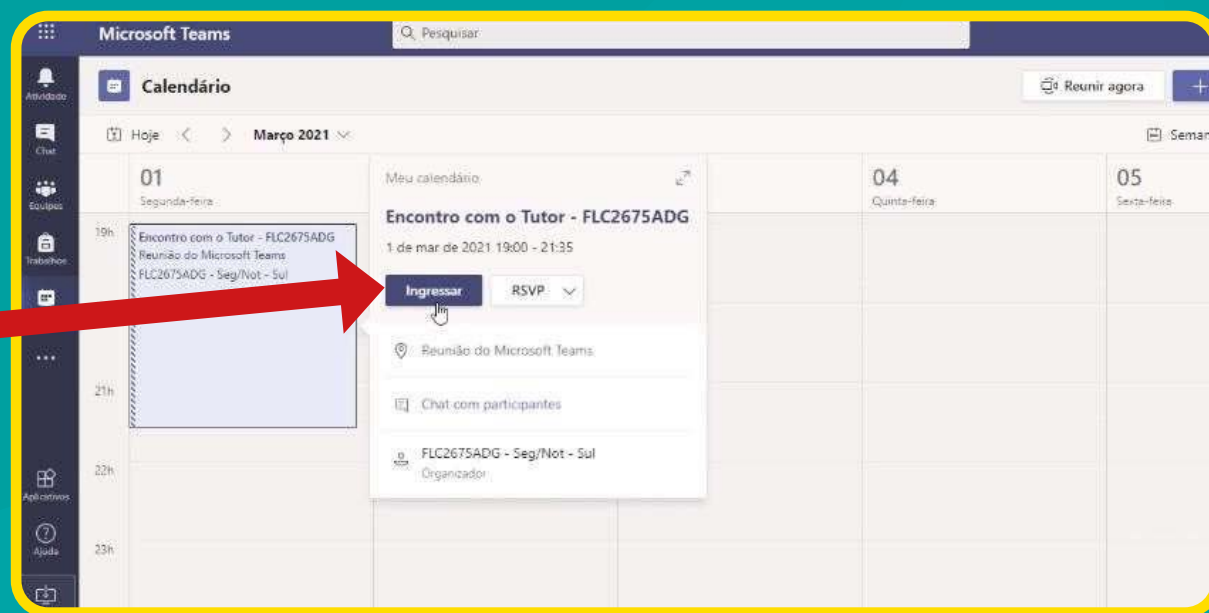 Microsoft Teams
Pesquisar
Atividade
Calendário
Reunir agora
Chat
Hoje
Março 2021
Seman
Equipes
01
Segunda-feira
Meu calendário
04
Quinta-feira
05
Sexta-feira
Encontro com o Tutor - FLC2675ADG
1 de mar de 2021 19:00 - 21:35
19h
Encontro com o Tutor - FLC2675ADG
Reunião do Microsoft Teams
FLC2675ADG - Seg/Not - Sul
Trabalhos
Ingressar
RSVP
Reunião do Microsoft Teams
21h
Chat com participantes
FLC2675ADG - Seg/Not - Sul
Organizador
22h
Aplicativos
Ajuda
23h